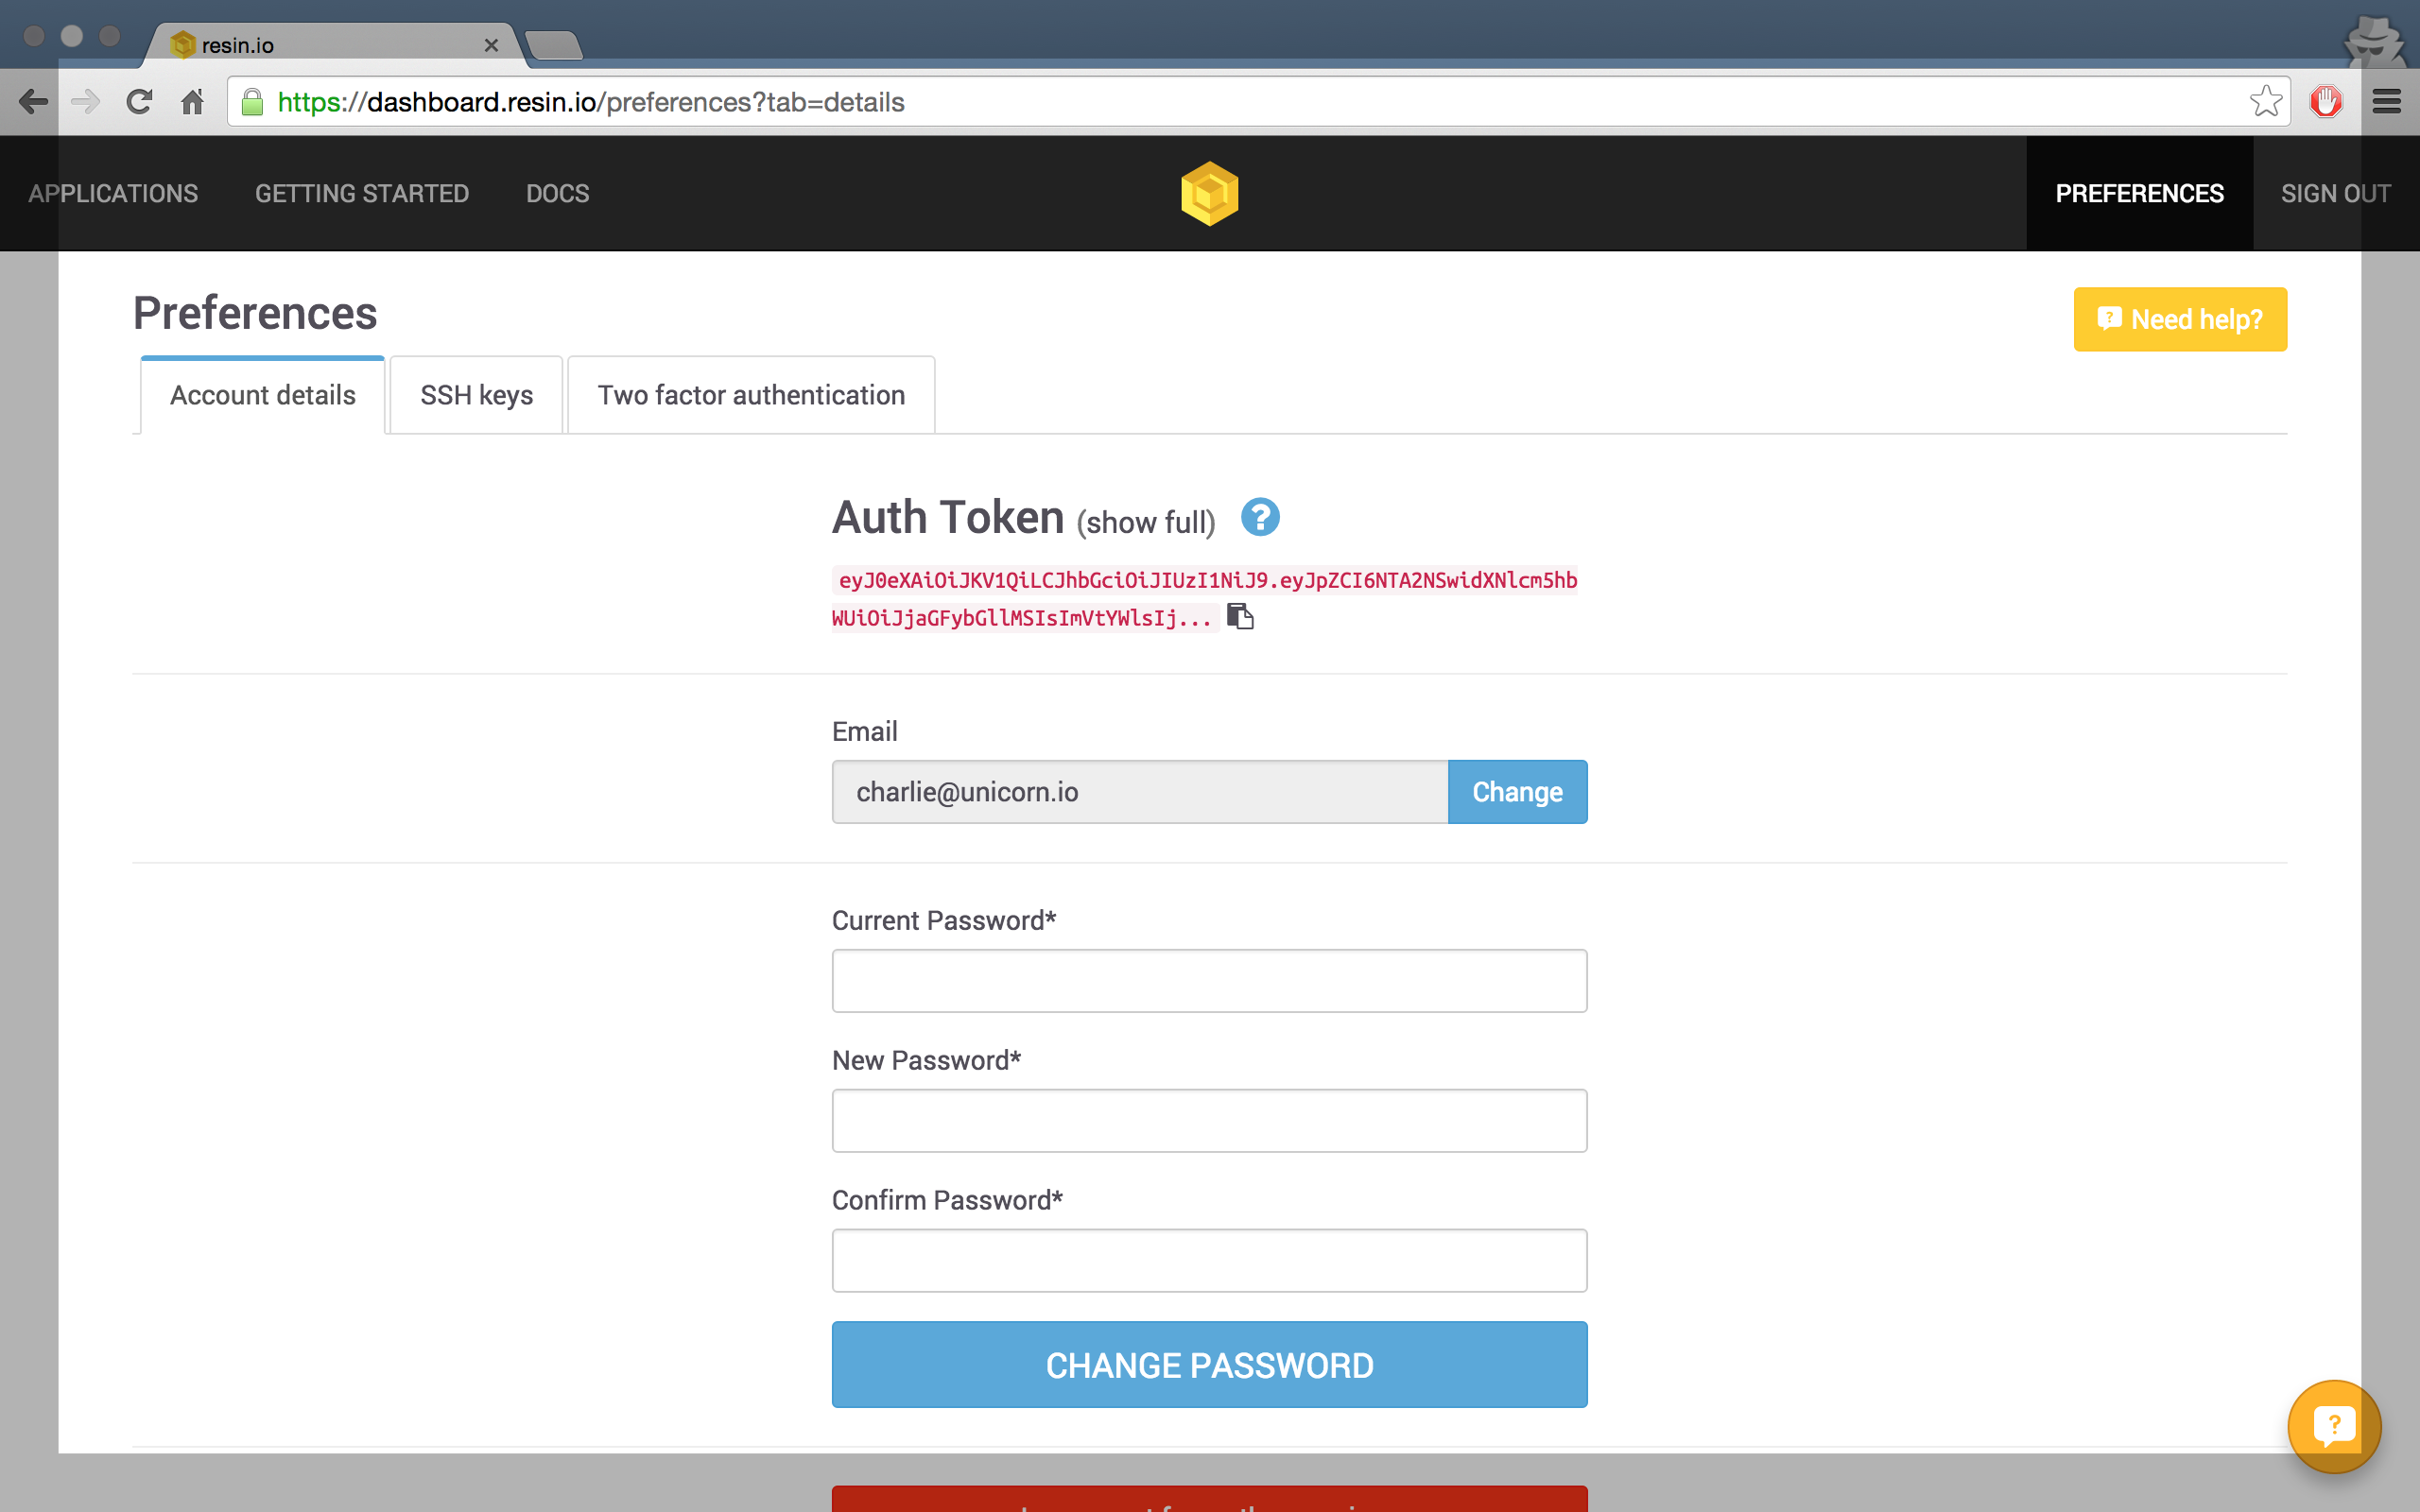 resin.io
https://dashboard.resin.io/preferences?tab=details
APPLICATIONS GETTING STARTED DOCS PREFERENCES SIGN OUT
Preferences
Need help?
Account details SSH keys Two factor authentication
Auth Token (show full)
eyJ0eXAiOiJKV1QiLCJhbGciOiJIUzI1NiJ9.eyJpZCI6NTA2NSwidXNlcm5hb
WUiOiJjaGFybGllMSIsImVtYWlsIj...
Email
charlie@unicorn.io Change
Current Password*
New Password*
Confirm Password*
CHANGE PASSWORD